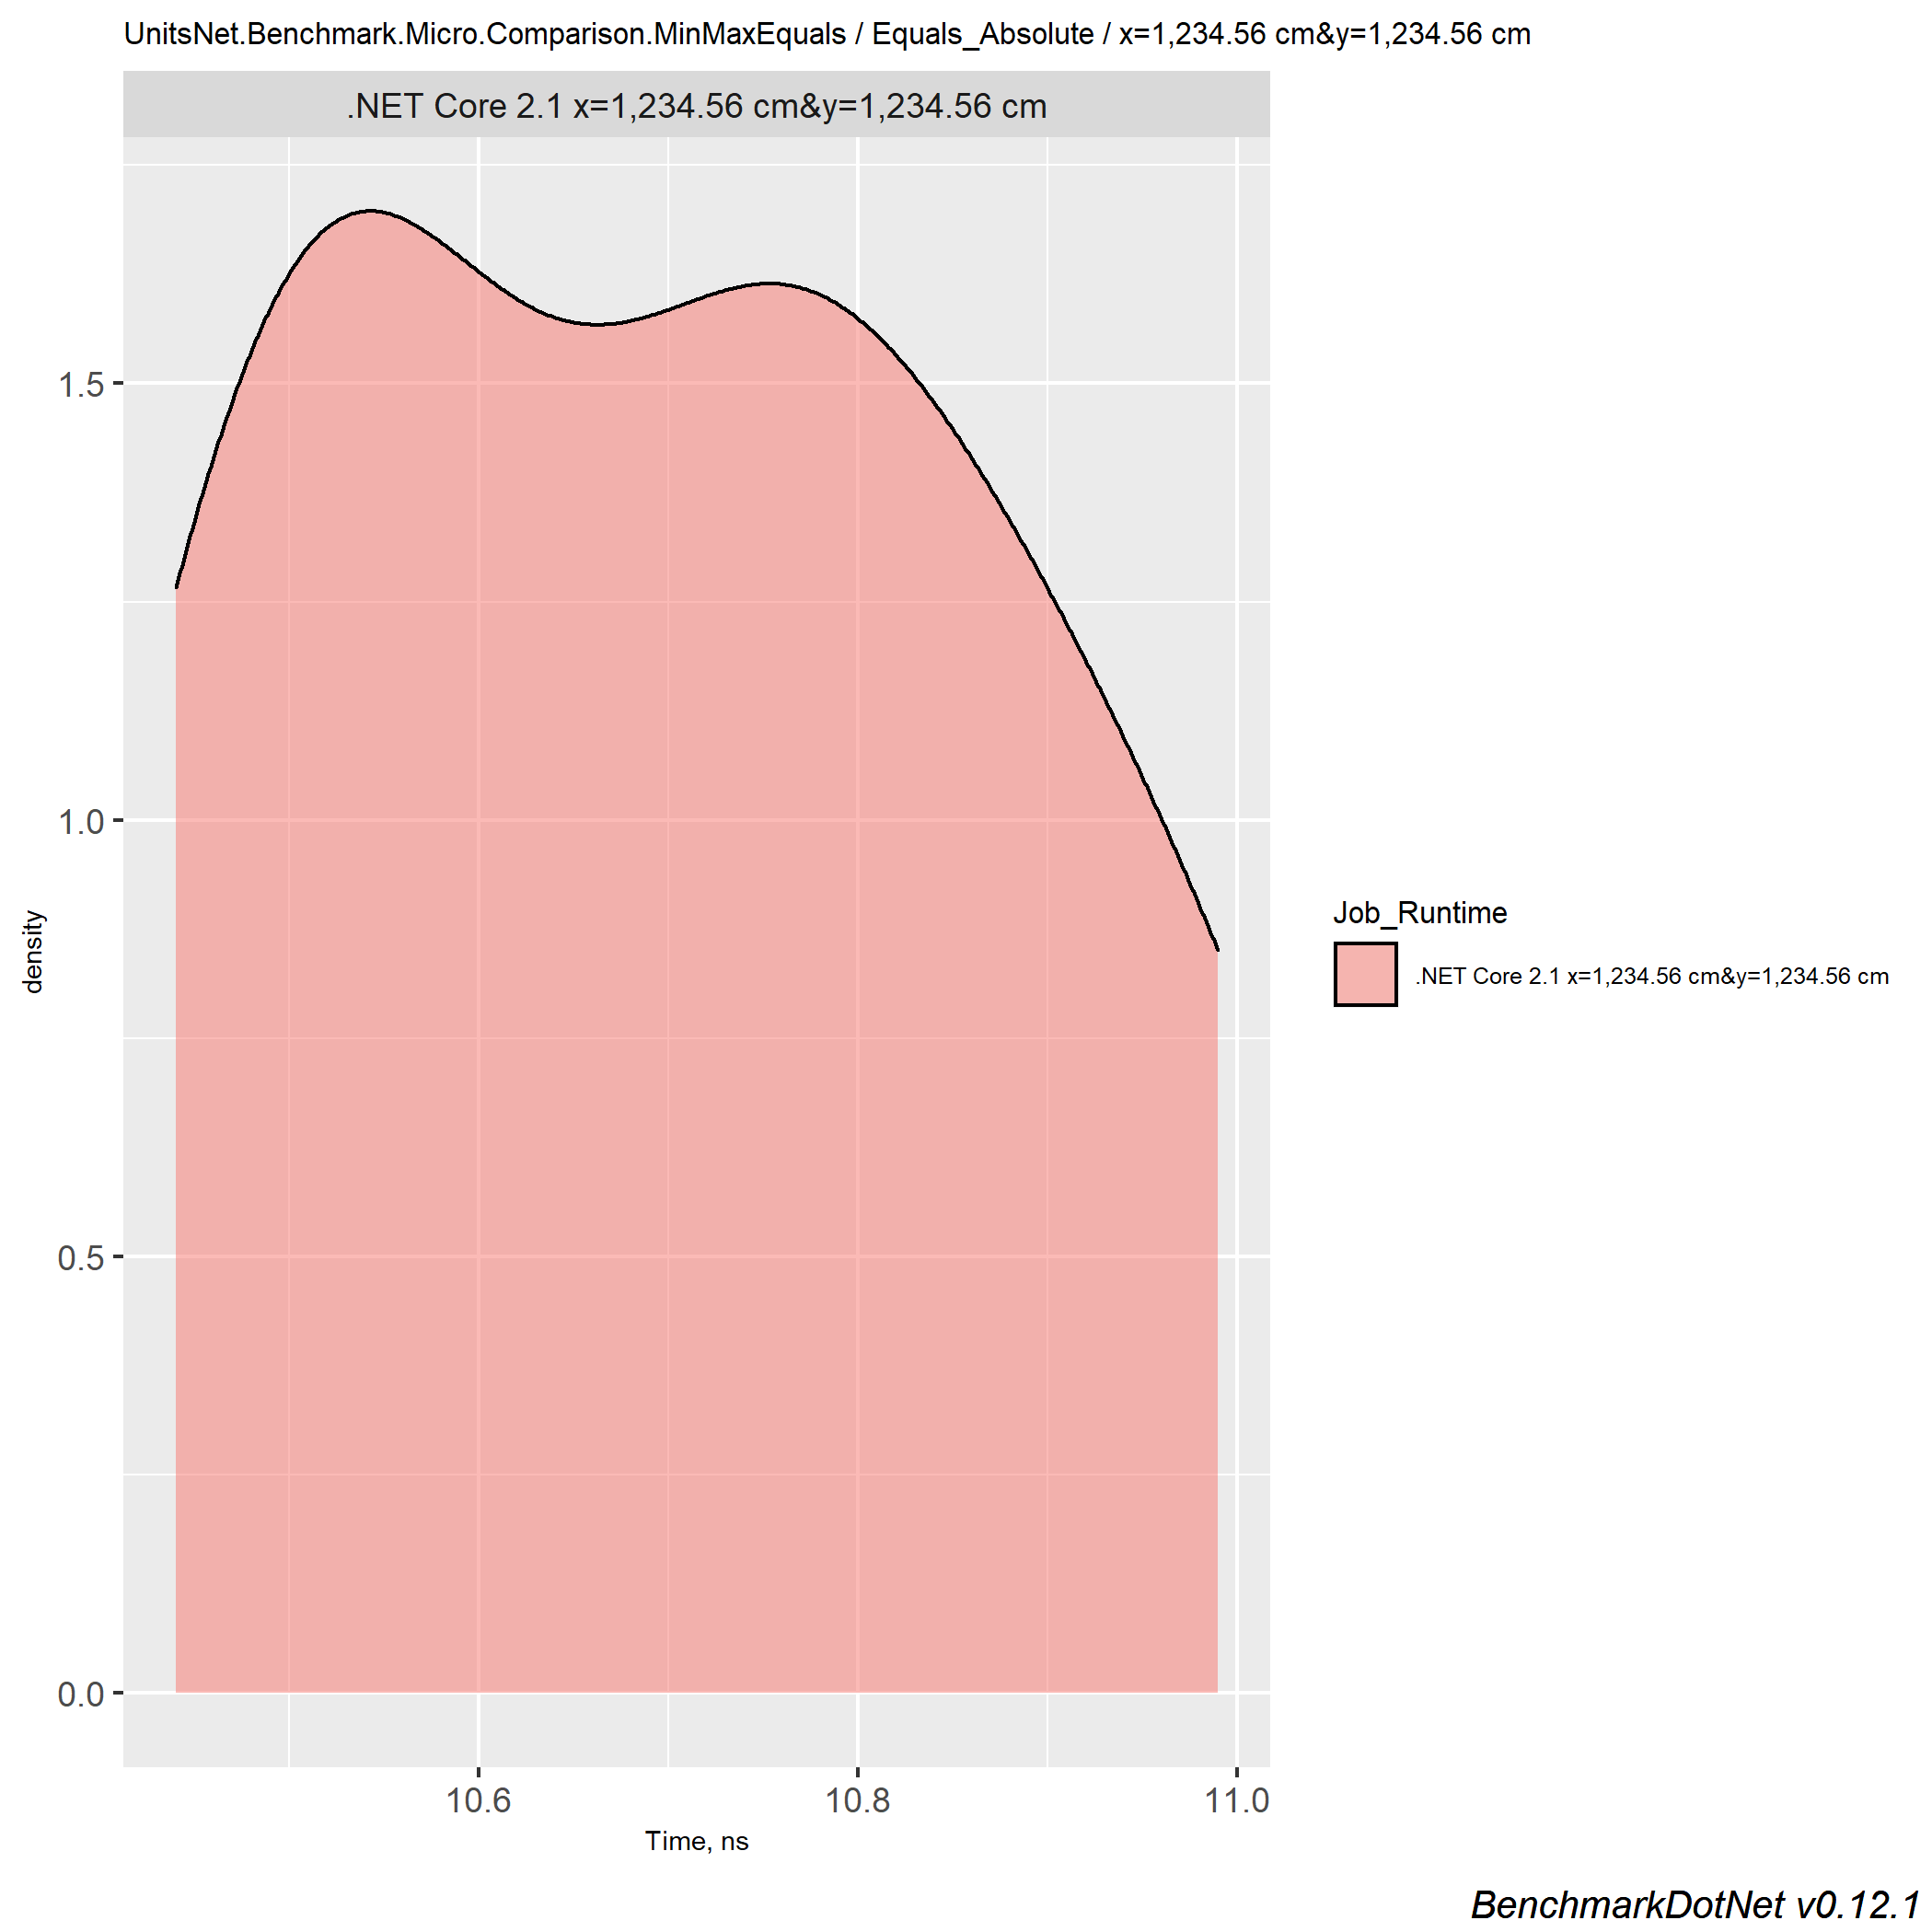 UnitsNet.Benchmark.Micro.Comparison.MinMaxEquals / Equals_Absolute / x=1,234.56 cm&y=1,234.56 cm
.NET Core 2.1 x=1,234.56 cm&y=1,234.56 cm
1.5
1.0
0.5
0.0
density
10.6
10.8
11.0
Time, ns
Job_Runtime
.NET Core 2.1 x=1,234.56 cm&y=1,234.56 cm
BenchmarkDotNet v0.12.1